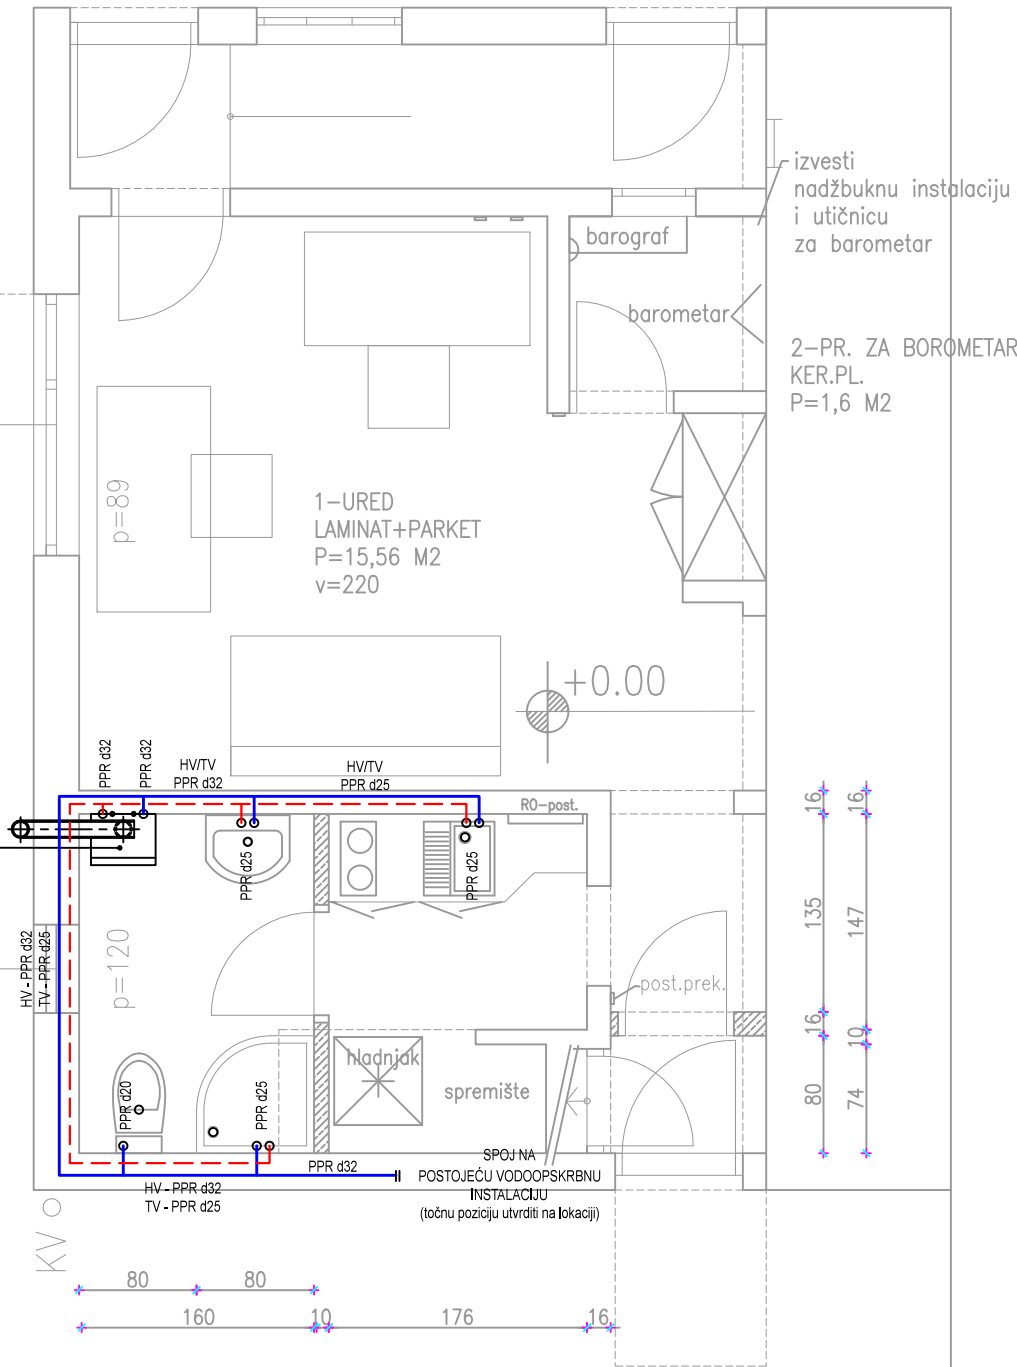 izvesti
nadžbuknu instalaciju
i utičnicu
za barometar
barograf
barometar
2-PR. ZA BOROMETAR
KER.PL.
P=1,6 M2
p=89
1-URED
LAMINAT+PARKET
P=15,56 M2
v=220
+0.00
PPR d32
PPR d32
HV/TV
PPR d32
HV/TV
PPR d25
RO-post.
16
16
PPR d25
PPR d25
135
147
HV - PPR d32
TV - PPR d25
p=120
post.prek.
16
10
hladnjak
spremište
80
74
PPR d20
PPR d25
PPR d32
SPOJ NA
POSTOJEĆU VODOOPSKRBNU
INSTALACIJU
(točnu poziciju utvrditi na lokaciji)
HV - PPR d32
TV - PPR d25
KV
80
80
160
10
176
16